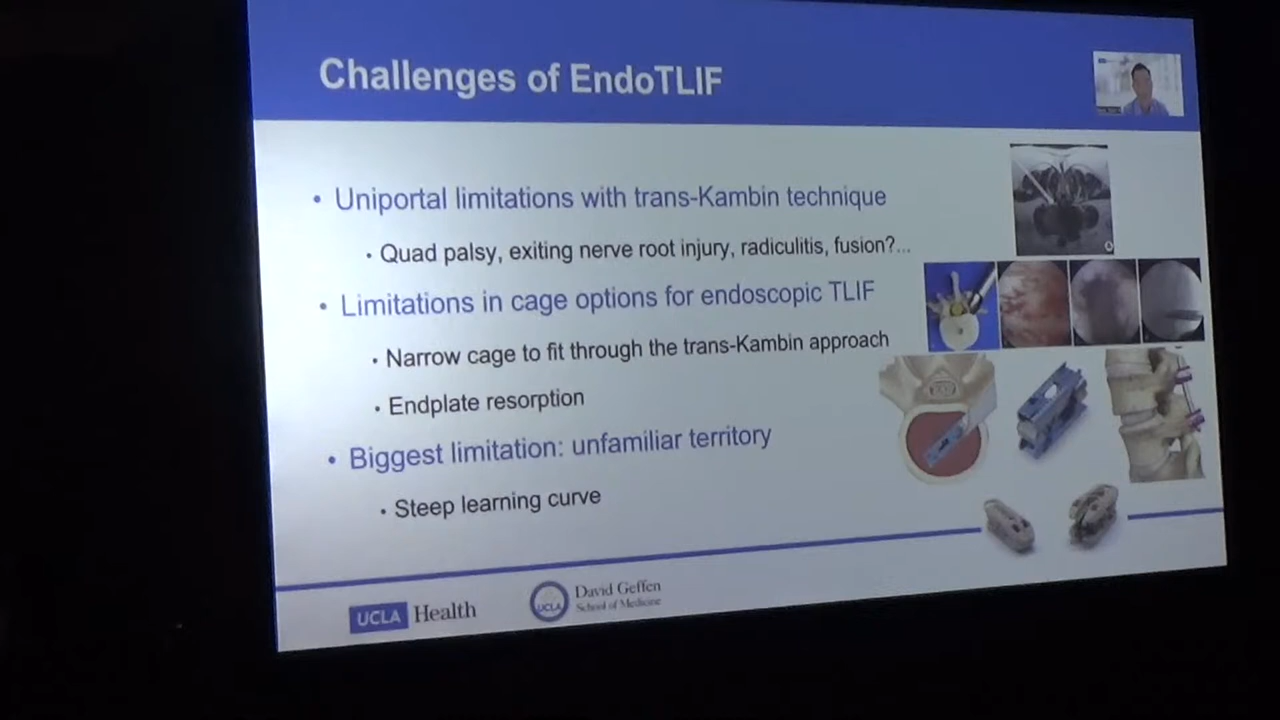 Challenges of EndoTLIF
• Uniportal limitations with trans-Kambin technique
• Quad palsy, exiting nerve root injury, radiculitis, fusion?...
• Limitations in cage options for endoscopic TLIF
• Narrow cage to fit through the trans-Kambin approach
• Endplate resorption
• Biggest limitation: unfamiliar territory
• Steep learning curve
UCLA Health
UCLA
David Geffen
School of Medicine